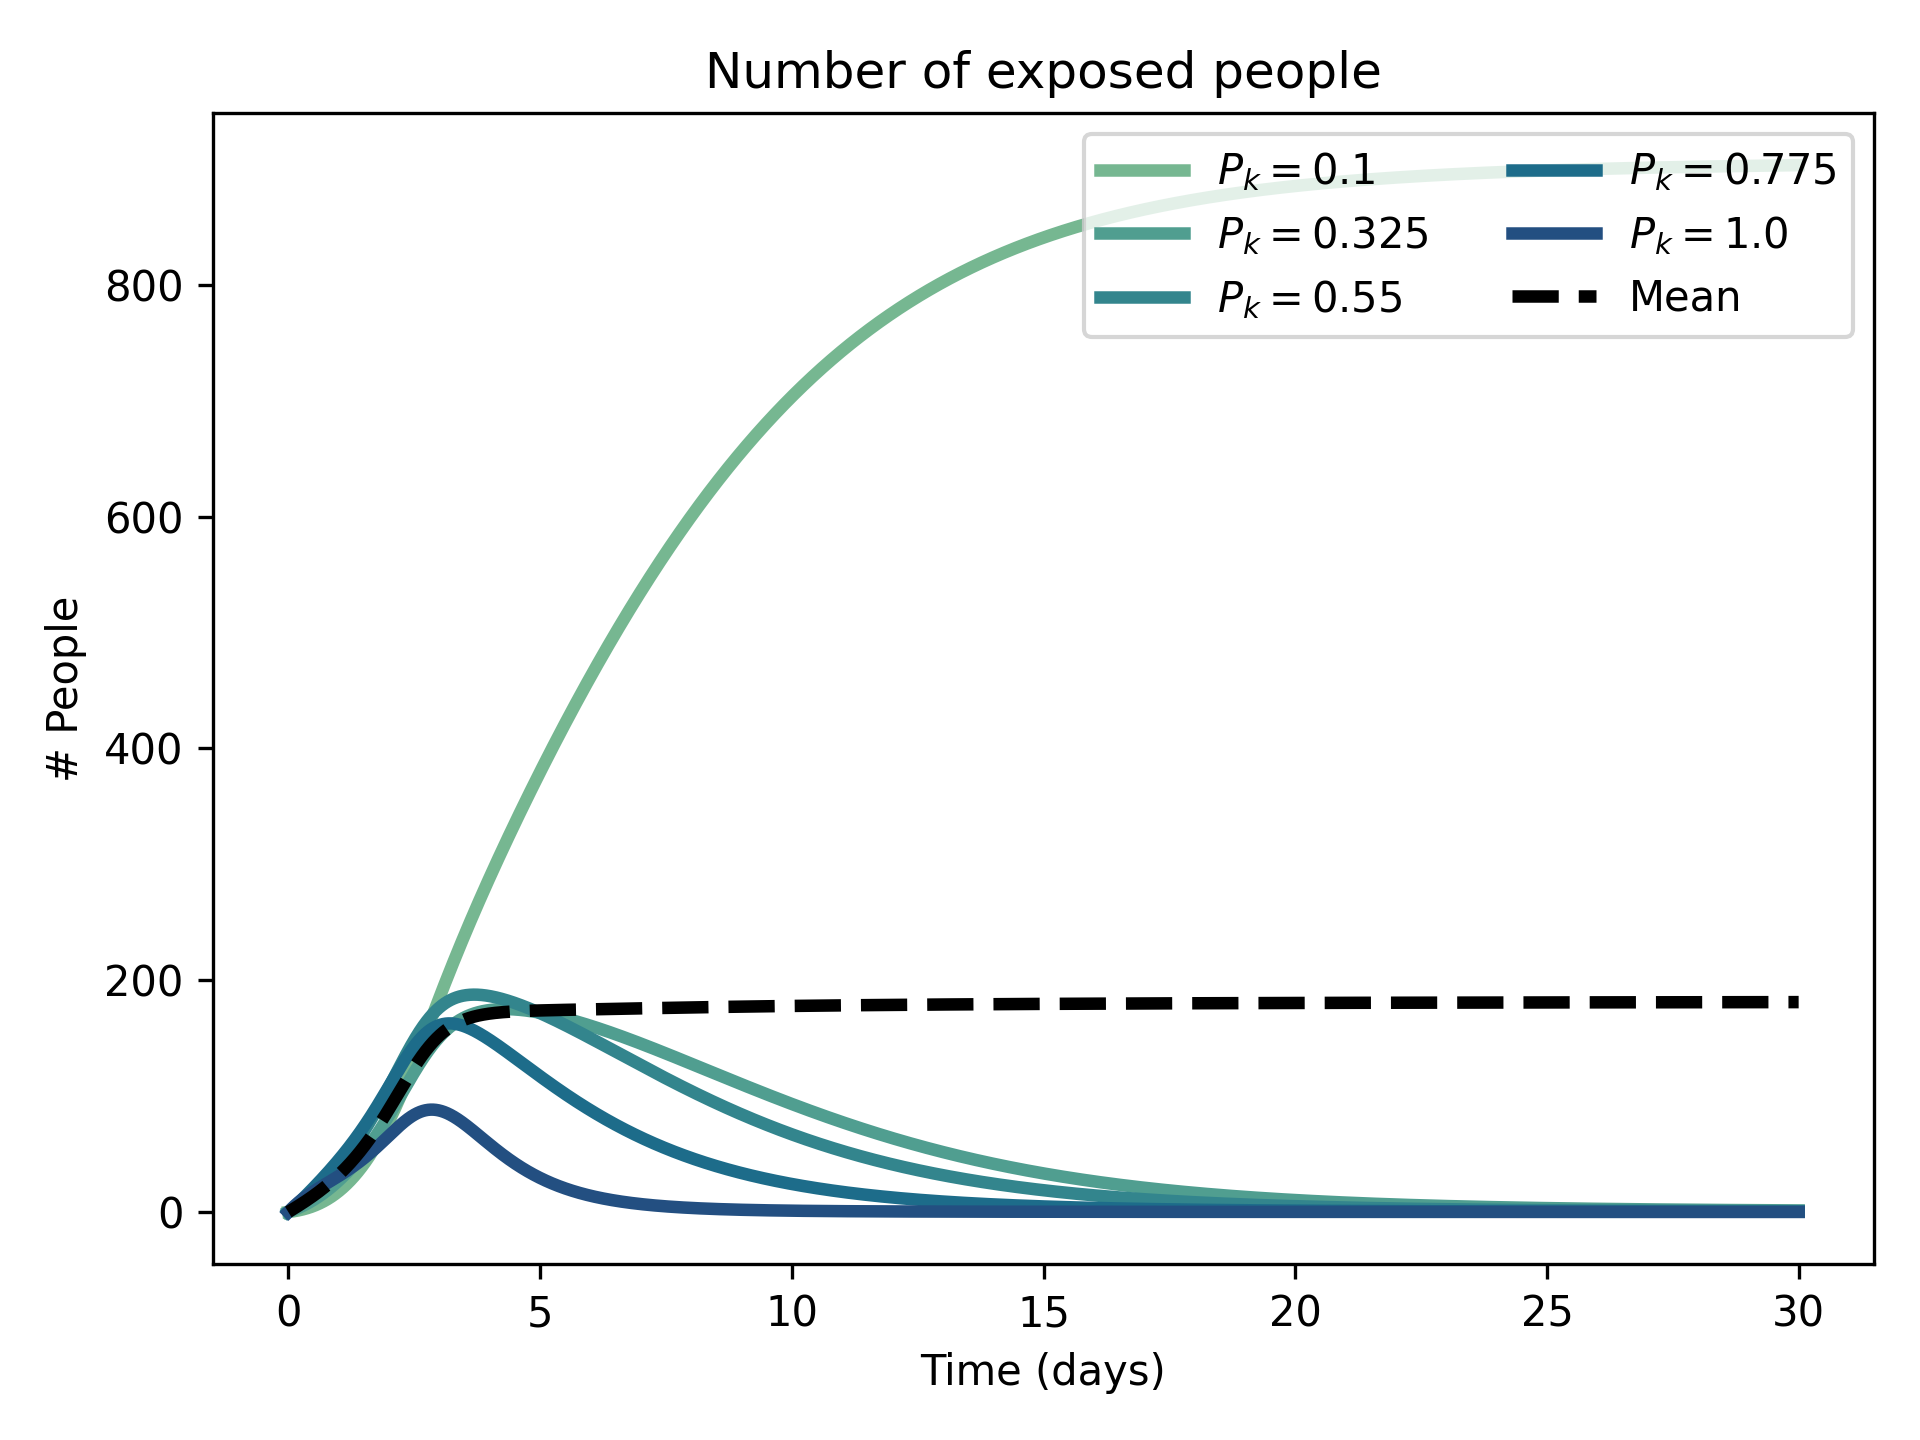 Number of exposed people
P_k = 0.1
P_k = 0.325
P_k = 0.55
P_k = 0.775
P_k = 1.0
Mean
# People
800
600
400
200
0
0 5 10 15 20 25 30
Time (days)